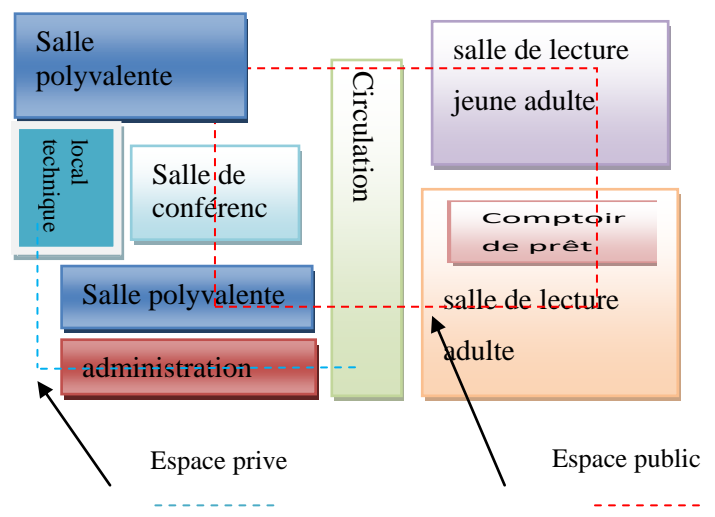 Salle
polyvalente
salle de lecture
jeune adulte
Circulation
local
technique
Salle de
conférenc
Comptoir
de prêt
Salle polyvalente
salle de lecture
adulte
administration
Espace prive
Espace public